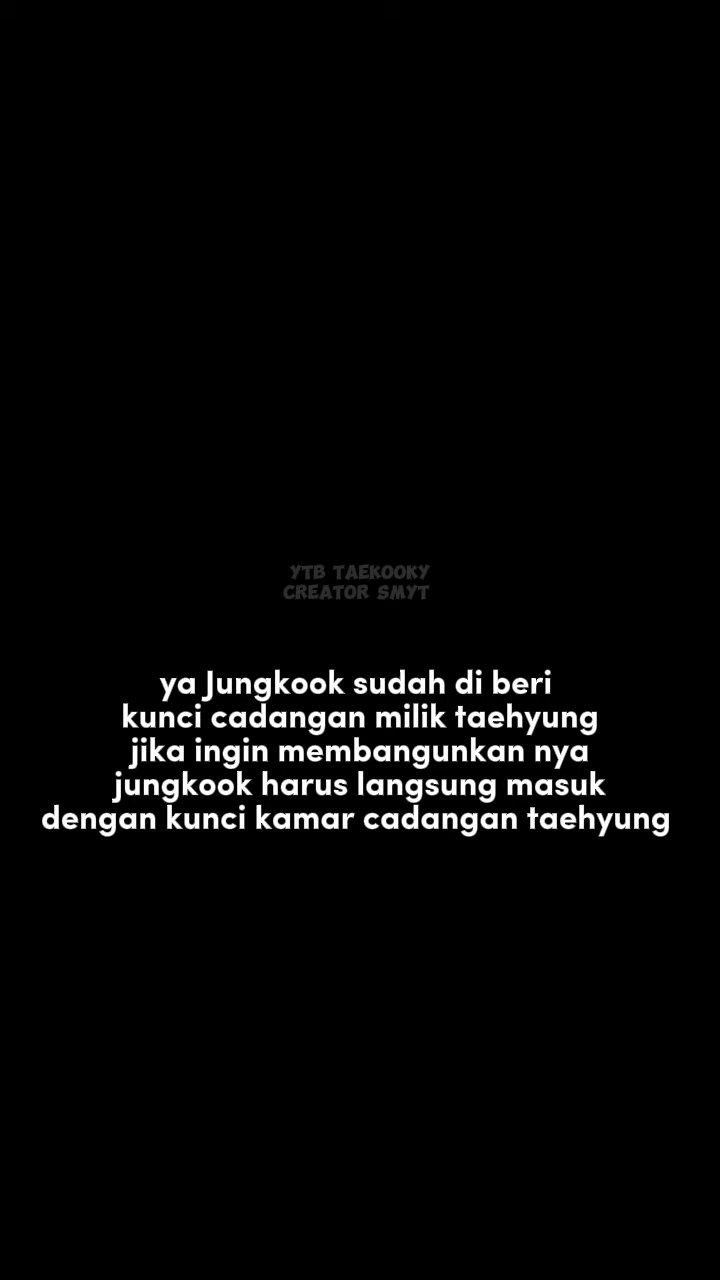 YTB TAEKOOKY
CREATOR SMYT
ya Jungkook sudah di beri
kunci cadangan milik taehyung
jika ingin membangunkan nya
jungkook harus langsung masuk
dengan kunci kamar cadangan taehyung